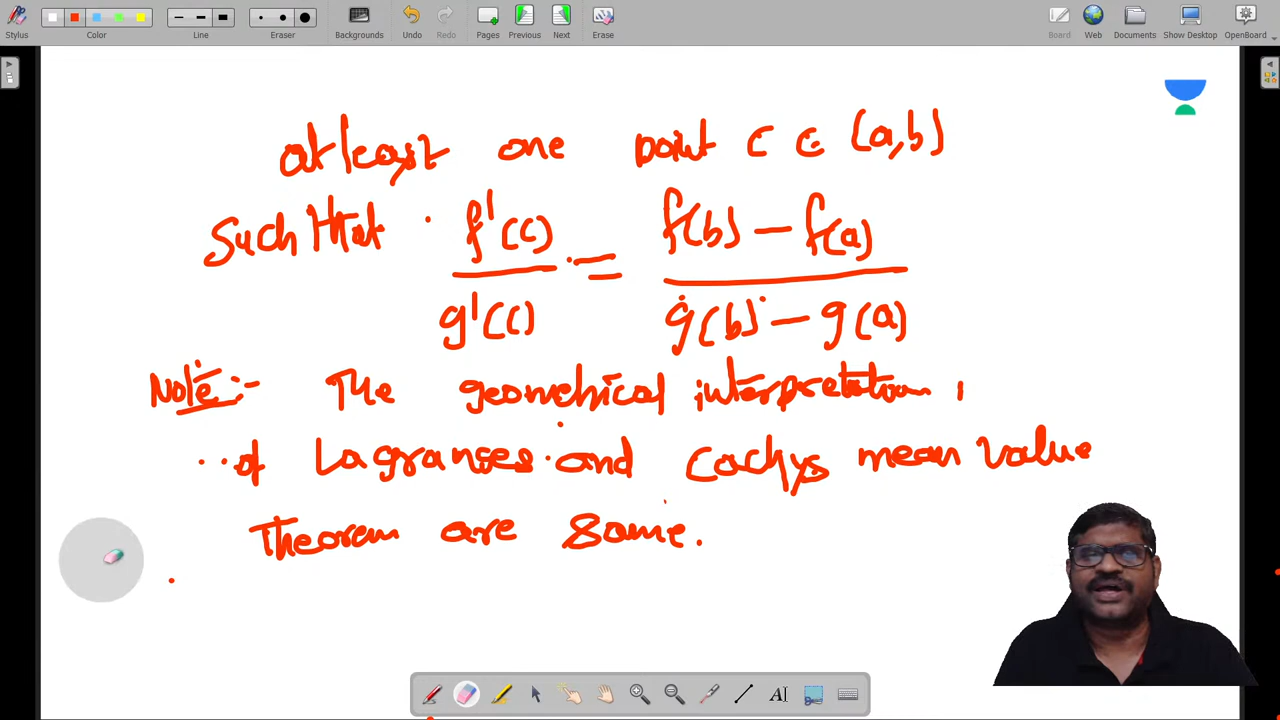 Stylus Color Line Eraser Backgrounds Undo Redo Pages Previous Next Erase Board Web Documents Show Desktop OpenBoard
atleast one point c ∈ (a,b)
such that f'(c) / g'(c) = f(b) - f(a) / g(b) - g(a)
Note:- The geometrical interpretation
of Lagranges and cachys mean value
Theorem are same.